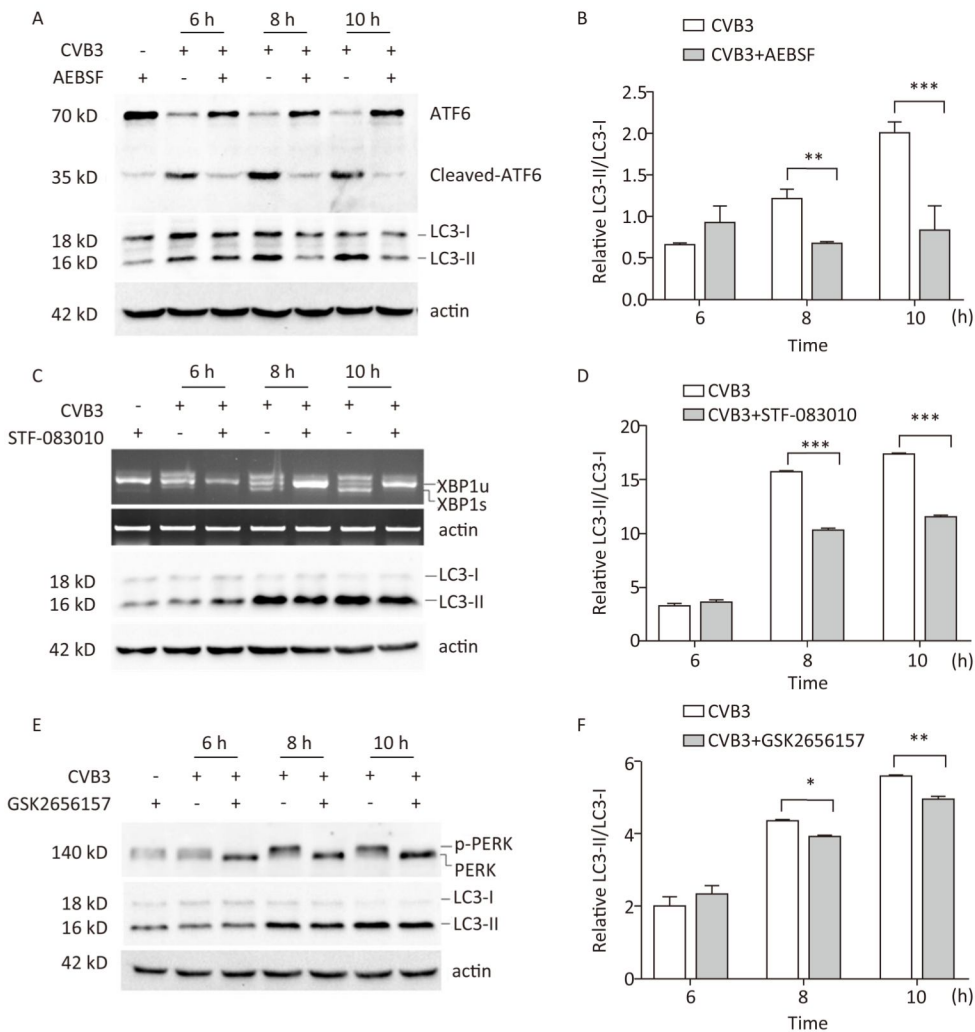 A
6 h 8 h 10 h
CVB3 - + + + + + +
AEBSF + - + - + - +
70 kD ATF6
35 kD Cleaved-ATF6
18 kD LC3-I
16 kD LC3-II
42 kD actin
B
CVB3
CVB3+AEBSF
Relative LC3-II/LC3-I
2.5
2.0
1.5
1.0
0.5
0.0
** ***
6 8 10 (h)
Time
C
6 h 8 h 10 h
CVB3 - + + + + + +
STF-083010 + - + - + - +
XBP1u
XBP1s
actin
18 kD LC3-I
16 kD LC3-II
42 kD actin
D
CVB3
CVB3+STF-083010
Relative LC3-II/LC3-I
20
15
10
5
0
*** ***
6 8 10 (h)
Time
E
6 h 8 h 10 h
CVB3 - + + + + + +
GSK2656157 + - + - + - +
140 kD p-PERK
PERK
18 kD LC3-I
16 kD LC3-II
42 kD actin
F
CVB3
CVB3+GSK2656157
Relative LC3-II/LC3-I
6
4
2
0
* **
6 8 10 (h)
Time